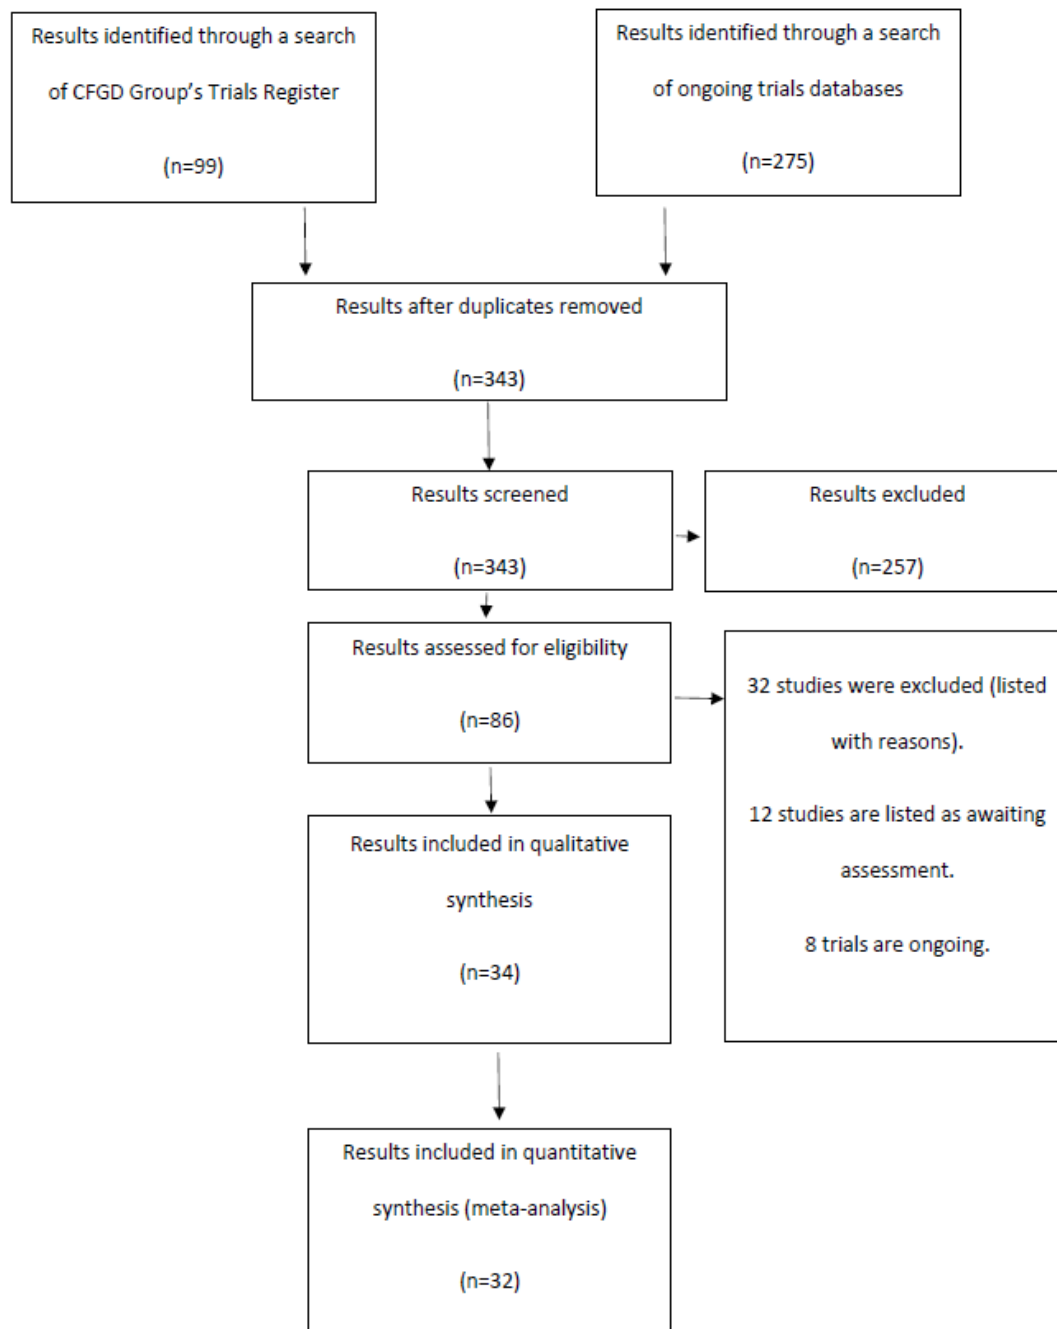 Results identified through a search
of CFGD Group's Trials Register
(n=99)
Results identified through a search
of ongoing trials databases
(n=275)
Results after duplicates removed
(n=343)
Results screened
(n=343)
Results excluded
(n=257)
Results assessed for eligibility
(n=86)
32 studies were excluded (listed
with reasons).
12 studies are listed as awaiting
assessment.
8 trials are ongoing.
Results included in qualitative
synthesis
(n=34)
Results included in quantitative
synthesis (meta-analysis)
(n=32)